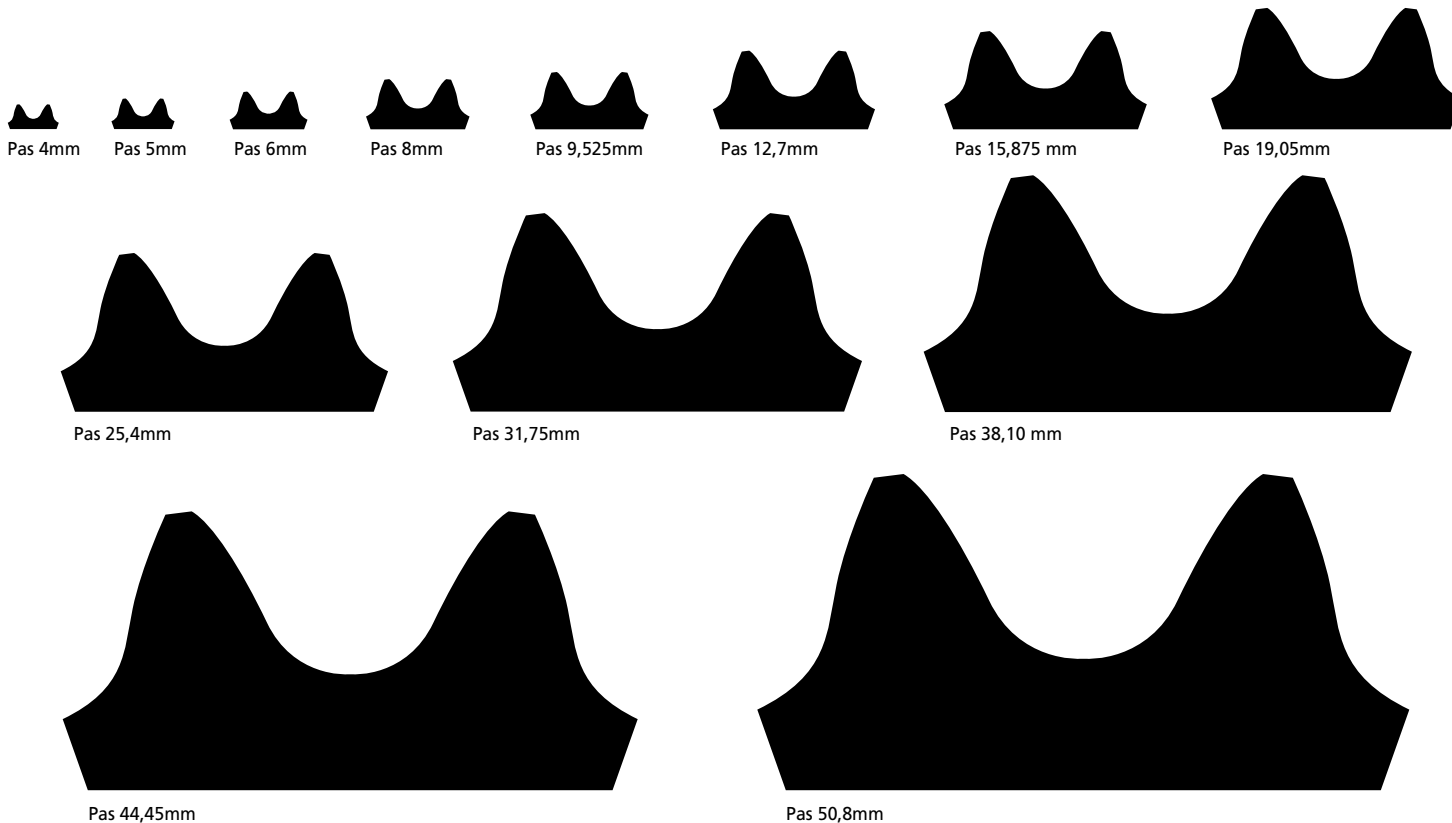 Pas 4mm
Pas 5mm
Pas 6mm
Pas 8mm
Pas 9,525mm
Pas 12,7mm
Pas 15,875 mm
Pas 19,05mm
Pas 25,4mm
Pas 31,75mm
Pas 38,10 mm
Pas 44,45mm
Pas 50,8mm